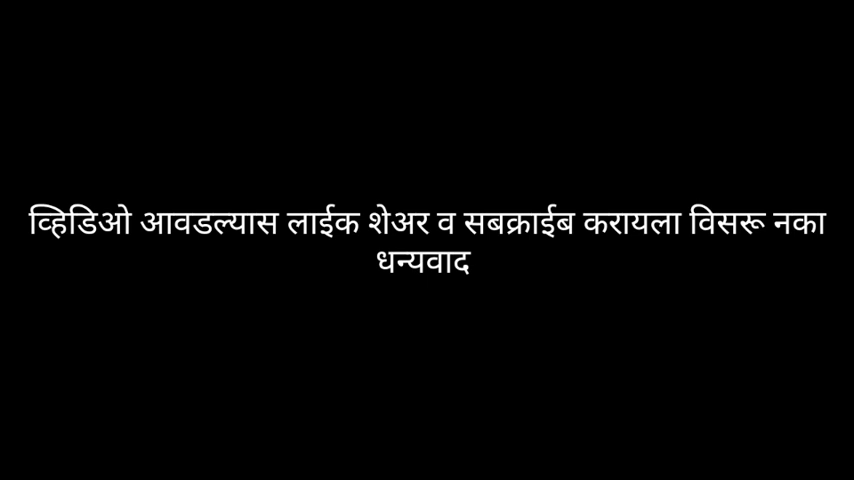 व्हिडिओ आवडल्यास लाईक शेअर व सबक्राईब करायला विसरू नका
धन्यवाद